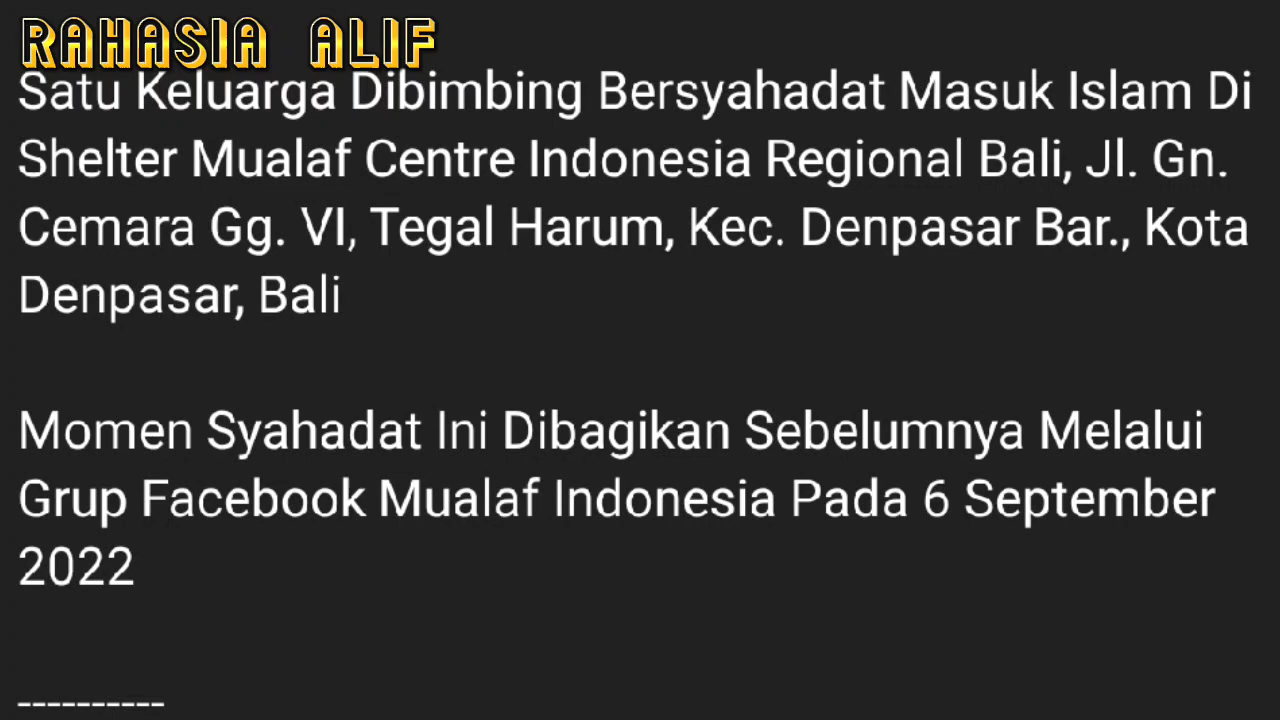 RAHASIA ALIF
Satu Keluarga Dibimbing Bersyahadat Masuk Islam Di
Shelter Mualaf Centre Indonesia Regional Bali, Jl. Gn.
Cemara Gg. VI, Tegal Harum, Kec. Denpasar Bar., Kota
Denpasar, Bali
Momen Syahadat Ini Dibagikan Sebelumnya Melalui
Grup Facebook Mualaf Indonesia Pada 6 September
2022
----------